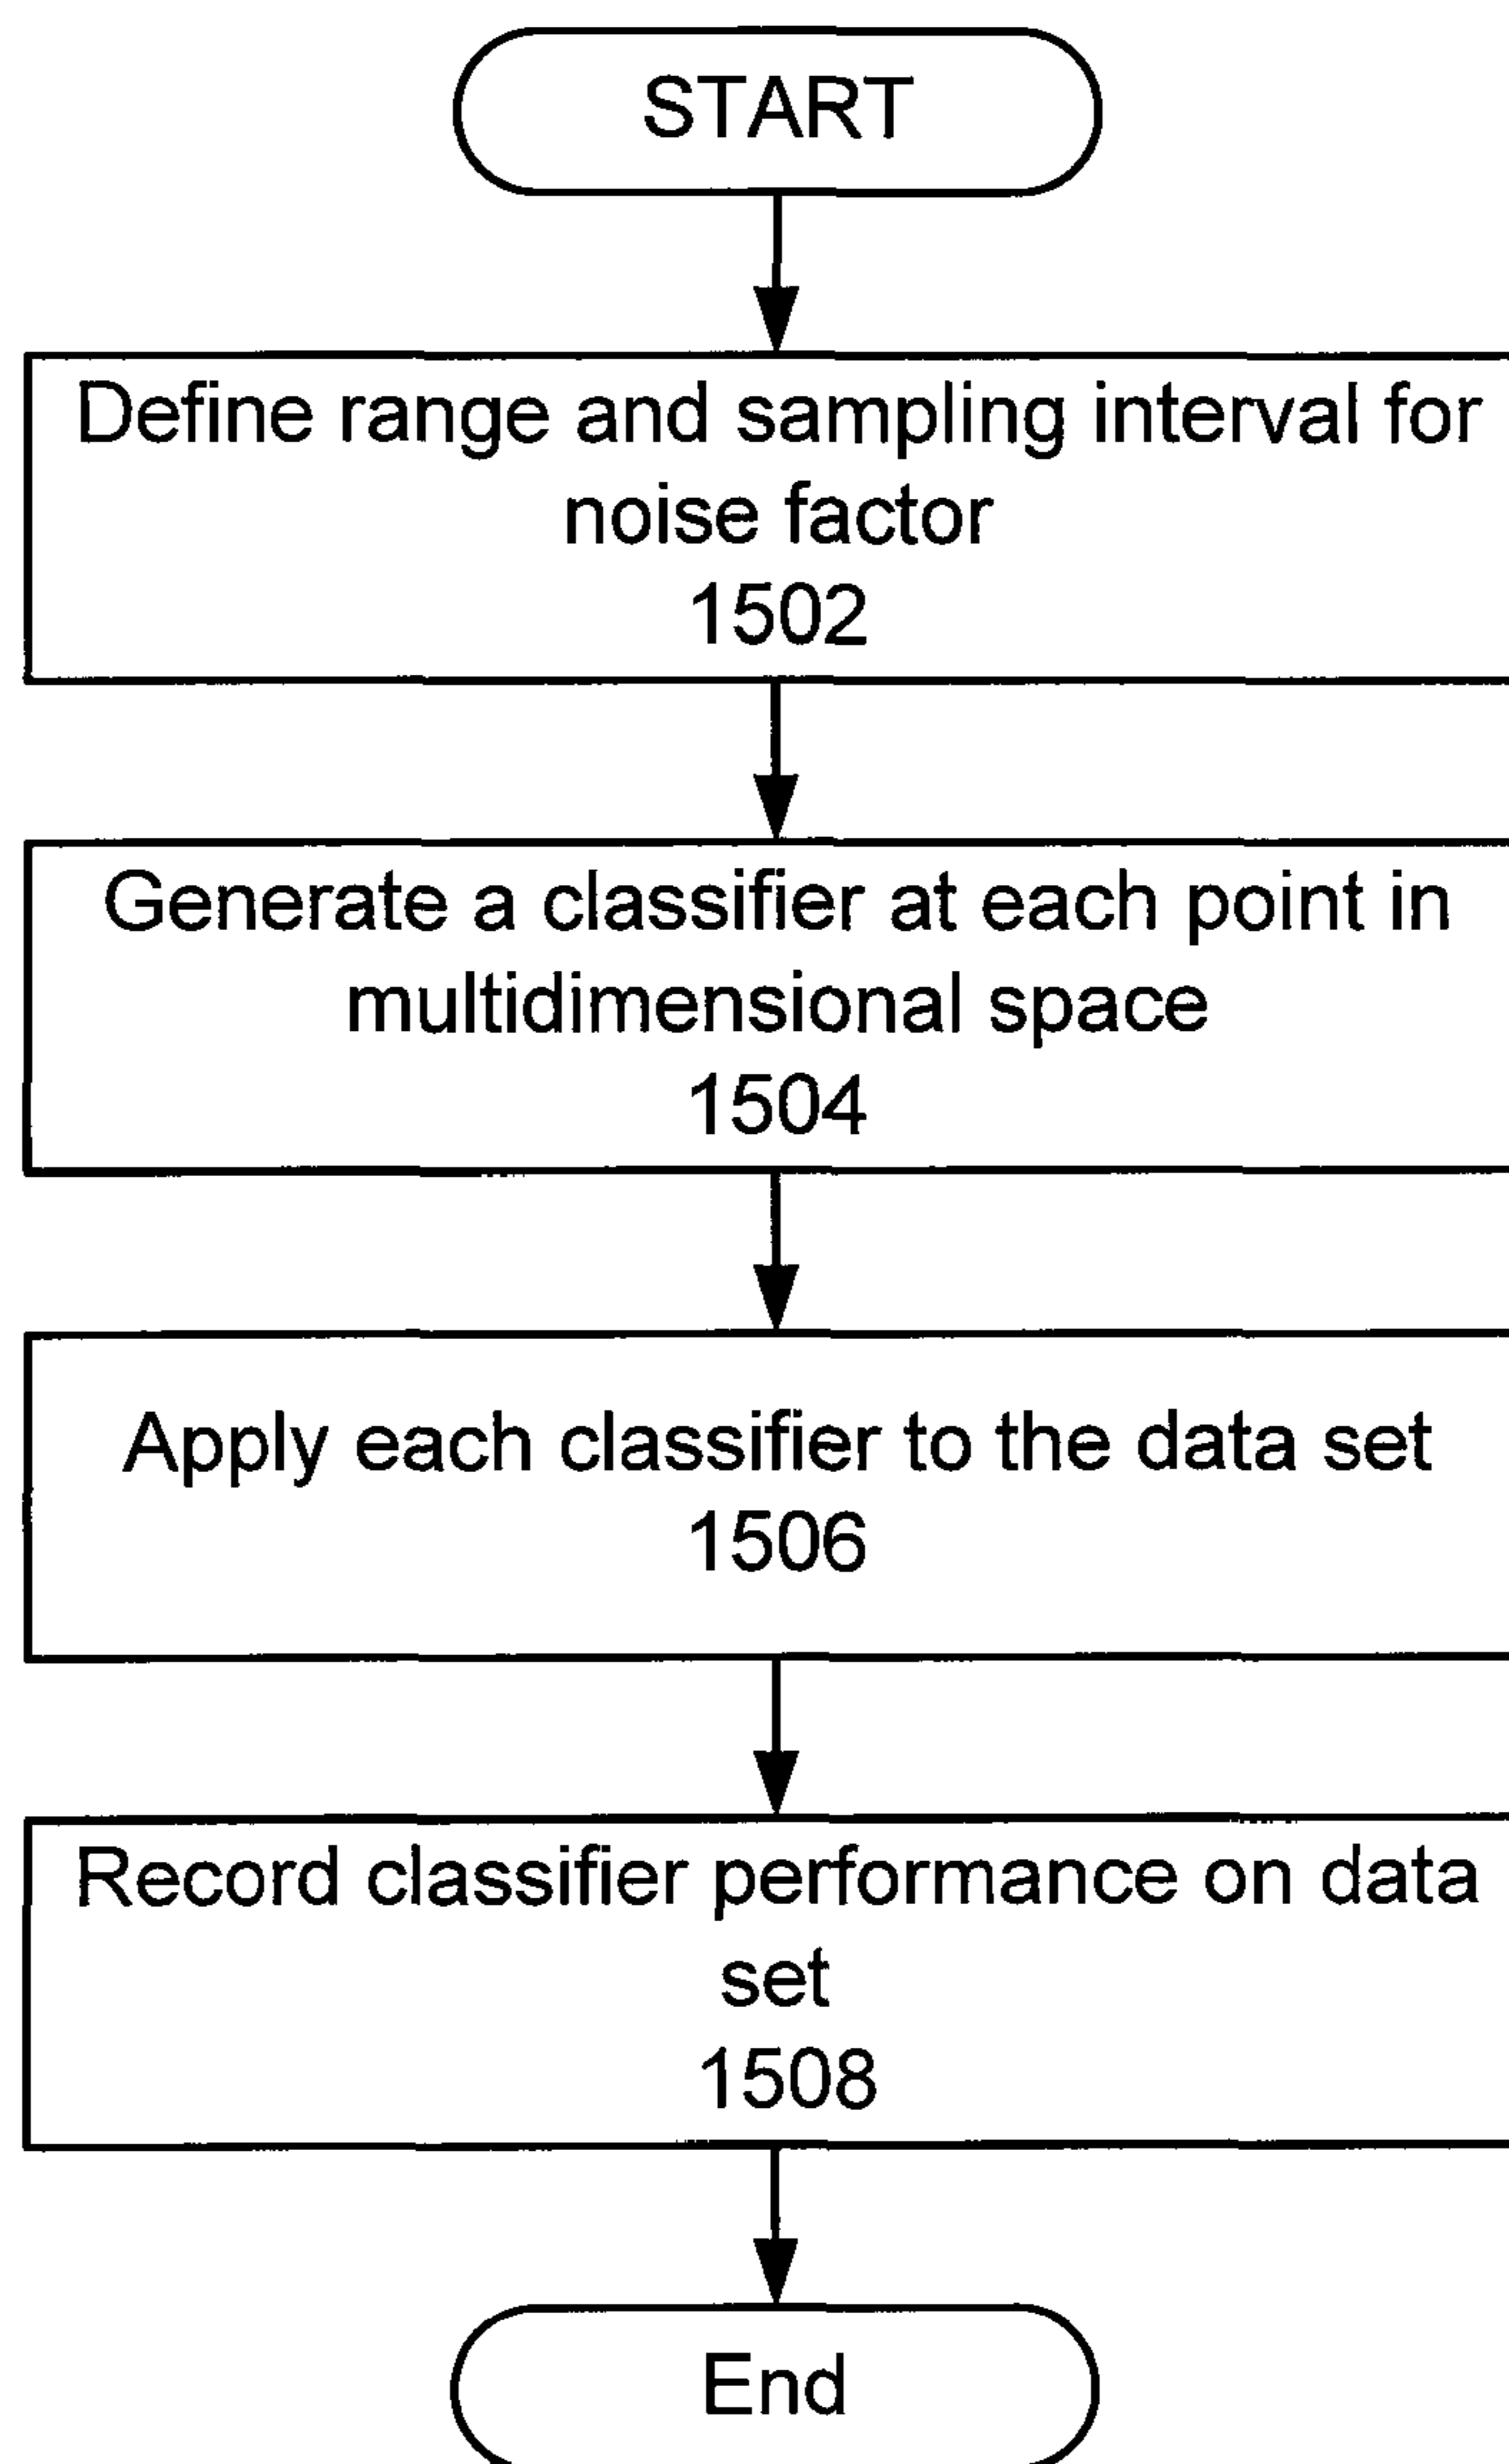 START
Define range and sampling interval for
noise factor
1502
Generate a classifier at each point in
multidimensional space
1504
Apply each classifier to the data set
1506
Record classifier performance on data
set
1508
End